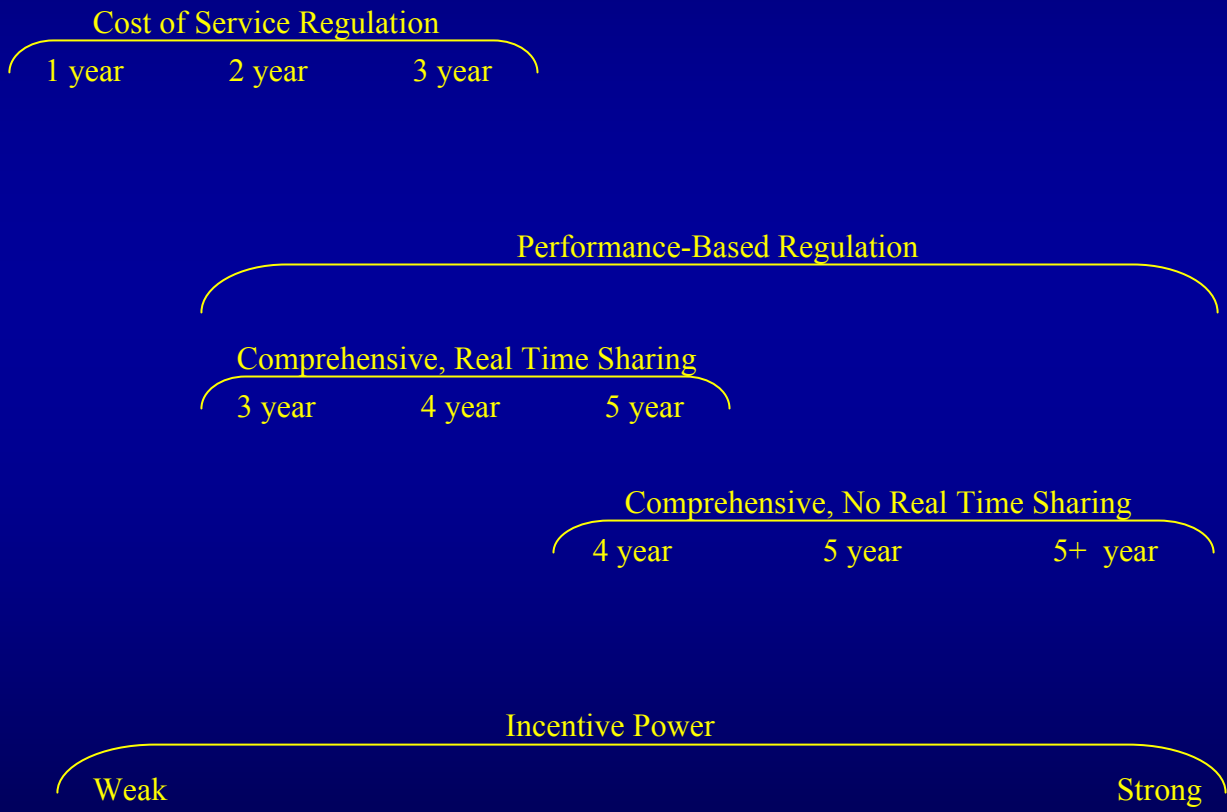 Cost of Service Regulation
1 year 2 year 3 year
Performance-Based Regulation
Comprehensive, Real Time Sharing
3 year 4 year 5 year
Comprehensive, No Real Time Sharing
4 year 5 year 5+ year
Incentive Power
Weak Strong